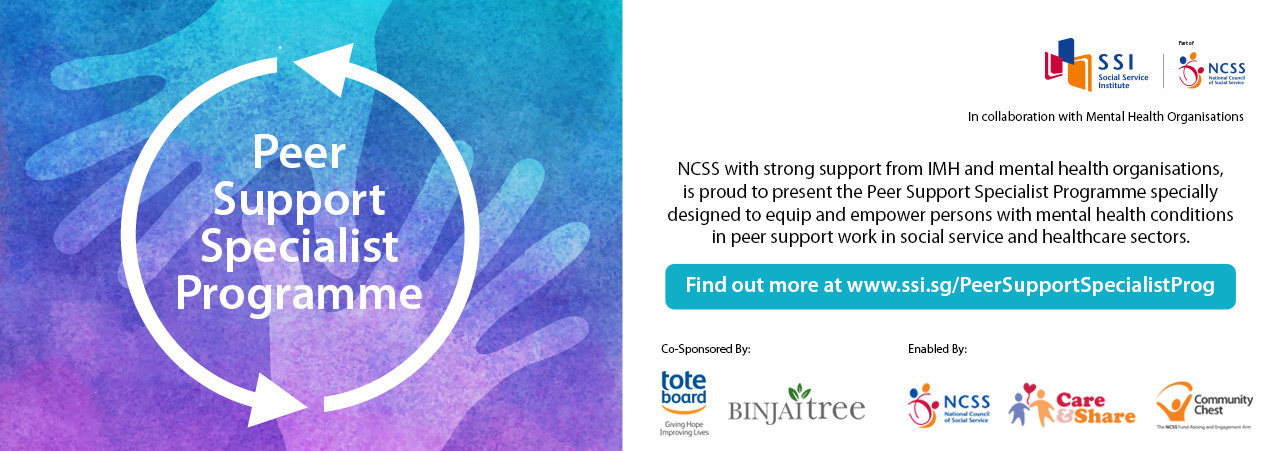 Peer
Support
Specialist
Programme
SSI
Social Service
Institute
Part of
NCSS
National Council
of Social Service
In collaboration with Mental Health Organisations
NCSS with strong support from IMH and mental health organisations,
is proud to present the Peer Support Specialist Programme specially
designed to equip and empower persons with mental health conditions
in peer support work in social service and healthcare sectors.
Find out more at www.ssi.sg/PeerSupportSpecialistProg
Co-Sponsored By:
tote
board
Giving Hope
Improving Lives
BINJAITREE
Enabled By:
NCSS
National Council
of Social Service
Care
&Share
Community
Chest
The NCSS Fund-Raising and Engagement Arm